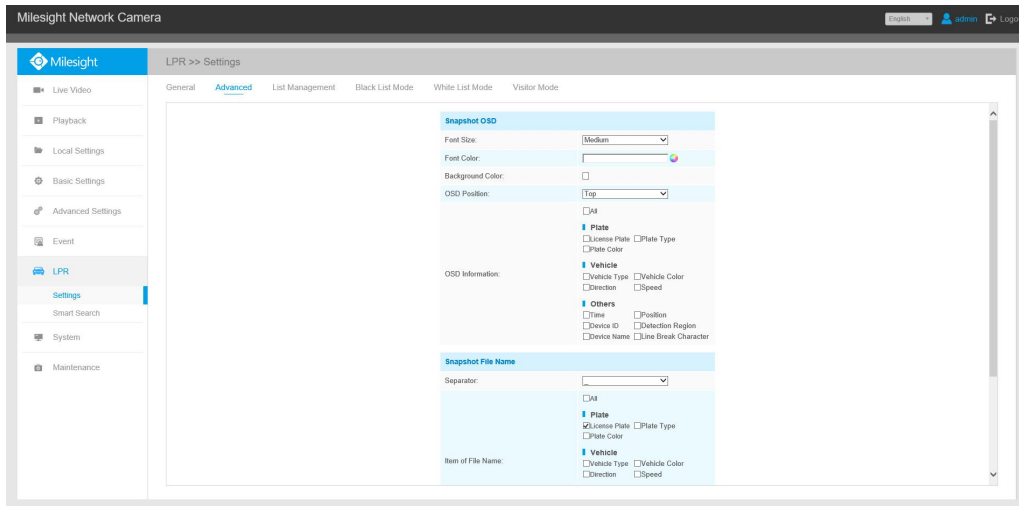 Milesight Network Camera
English admin Logo
Milesight
LPR >> Settings
Live Video
Playback
Local Settings
Basic Settings
Advanced Settings
Event
LPR
Settings
Smart Search
System
Maintenance
General Advanced List Management Black List Mode White List Mode Visitor Mode
Snapshot OSD
Font Size: Medium
Font Color:
Background Color:
OSD Position: Top
OSD Information:
All
Plate
License Plate Plate Type
Plate Color
Vehicle
Vehicle Type Vehicle Color
Direction Speed
Others
Time Position
Device ID Detection Region
Device Name Line Break Character
Snapshot File Name
Separator: _
Item of File Name:
All
Plate
License Plate Plate Type
Plate Color
Vehicle
Vehicle Type Vehicle Color
Direction Speed